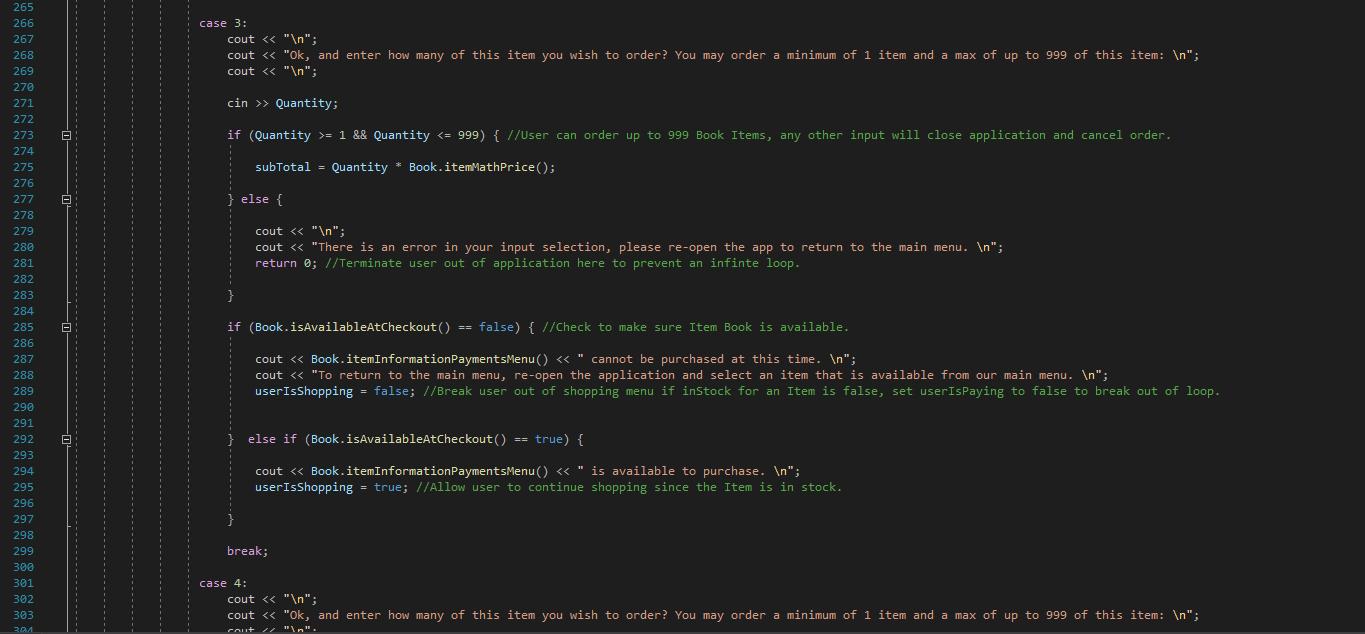 265
266 case 3:
267 cout << "\n";
268 cout << "Ok, and enter how many of this item you wish to order? You may order a minimum of 1 item and a max of up to 999 of this item: \n";
269 cout << "\n";
270
271 cin >> Quantity;
272
273 if (Quantity >= 1 && Quantity <= 999) { //User can order up to 999 Book Items, any other input will close application and cancel order.
274
275 subTotal = Quantity * Book.itemMathPrice();
276
277 } else {
278
279 cout << "\n";
280 cout << "There is an error in your input selection, please re-open the app to return to the main menu. \n";
281 return 0; //Terminate user out of application here to prevent an infinte loop.
282
283 }
284
285 if (Book.isAvailableAtCheckout() == false) { //Check to make sure Item Book is available.
286
287 cout << Book.itemInformationPaymentsMenu() << " cannot be purchased at this time. \n";
288 cout << "To return to the main menu, re-open the application and select an item that is available from our main menu. \n";
289 userIsShopping = false; //Break user out of shopping menu if inStock for an Item is false, set userIsPaying to false to break out of loop.
290
291
292 } else if (Book.isAvailableAtCheckout() == true) {
293
294 cout << Book.itemInformationPaymentsMenu() << " is available to purchase. \n";
295 userIsShopping = true; //Allow user to continue shopping since the Item is in stock.
296
297 }
298
299 break;
300
301 case 4:
302 cout << "\n";
303 cout << "Ok, and enter how many of this item you wish to order? You may order a minimum of 1 item and a max of up to 999 of this item: \n";
304 cout << "\n";